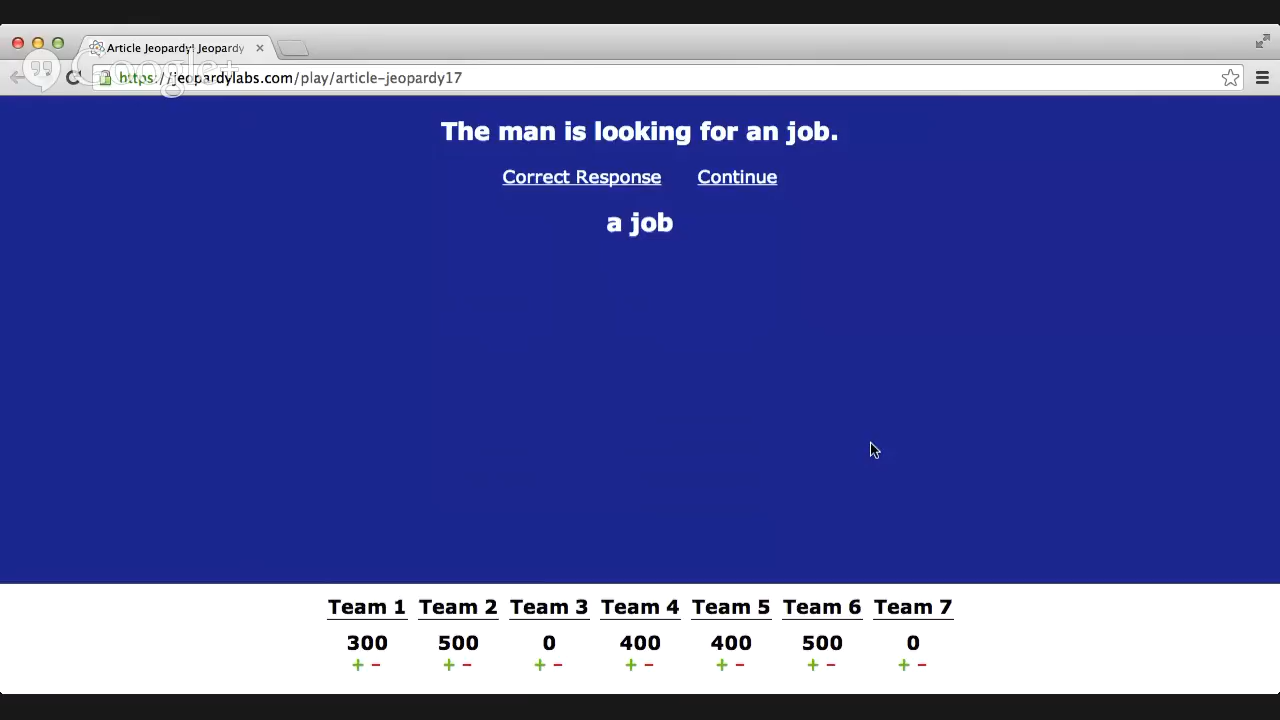 Article Jeopardy! Jeopardy
Google+
https://jeopardylabs.com/play/article-jeopardy17
The man is looking for an job.
Correct Response Continue
a job
Team 1 Team 2 Team 3 Team 4 Team 5 Team 6 Team 7
300 500 0 400 400 500 0
+ - + - + - + - + - + - + -